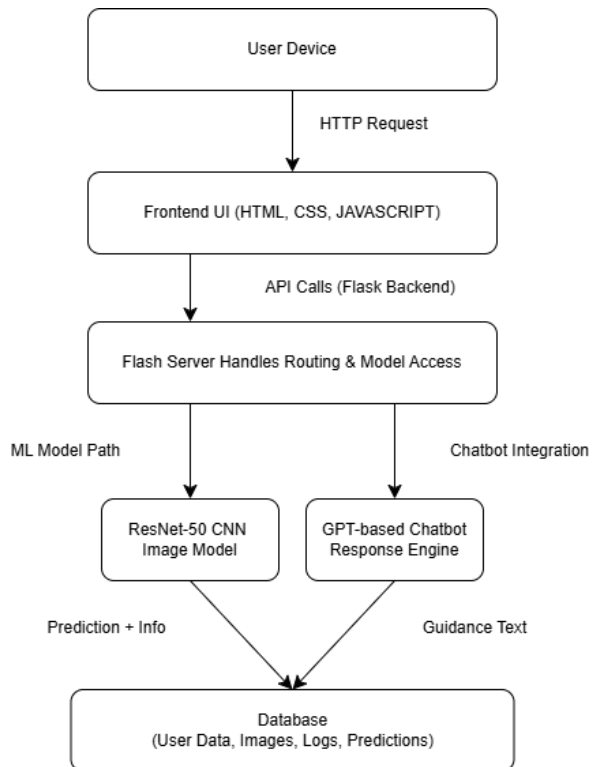 User Device
HTTP Request
Frontend UI (HTML, CSS, JAVASCRIPT)
API Calls (Flask Backend)
Flash Server Handles Routing & Model Access
ML Model Path
Chatbot Integration
ResNet-50 CNN
Image Model
GPT-based Chatbot
Response Engine
Prediction + Info
Guidance Text
Database
(User Data, Images, Logs, Predictions)